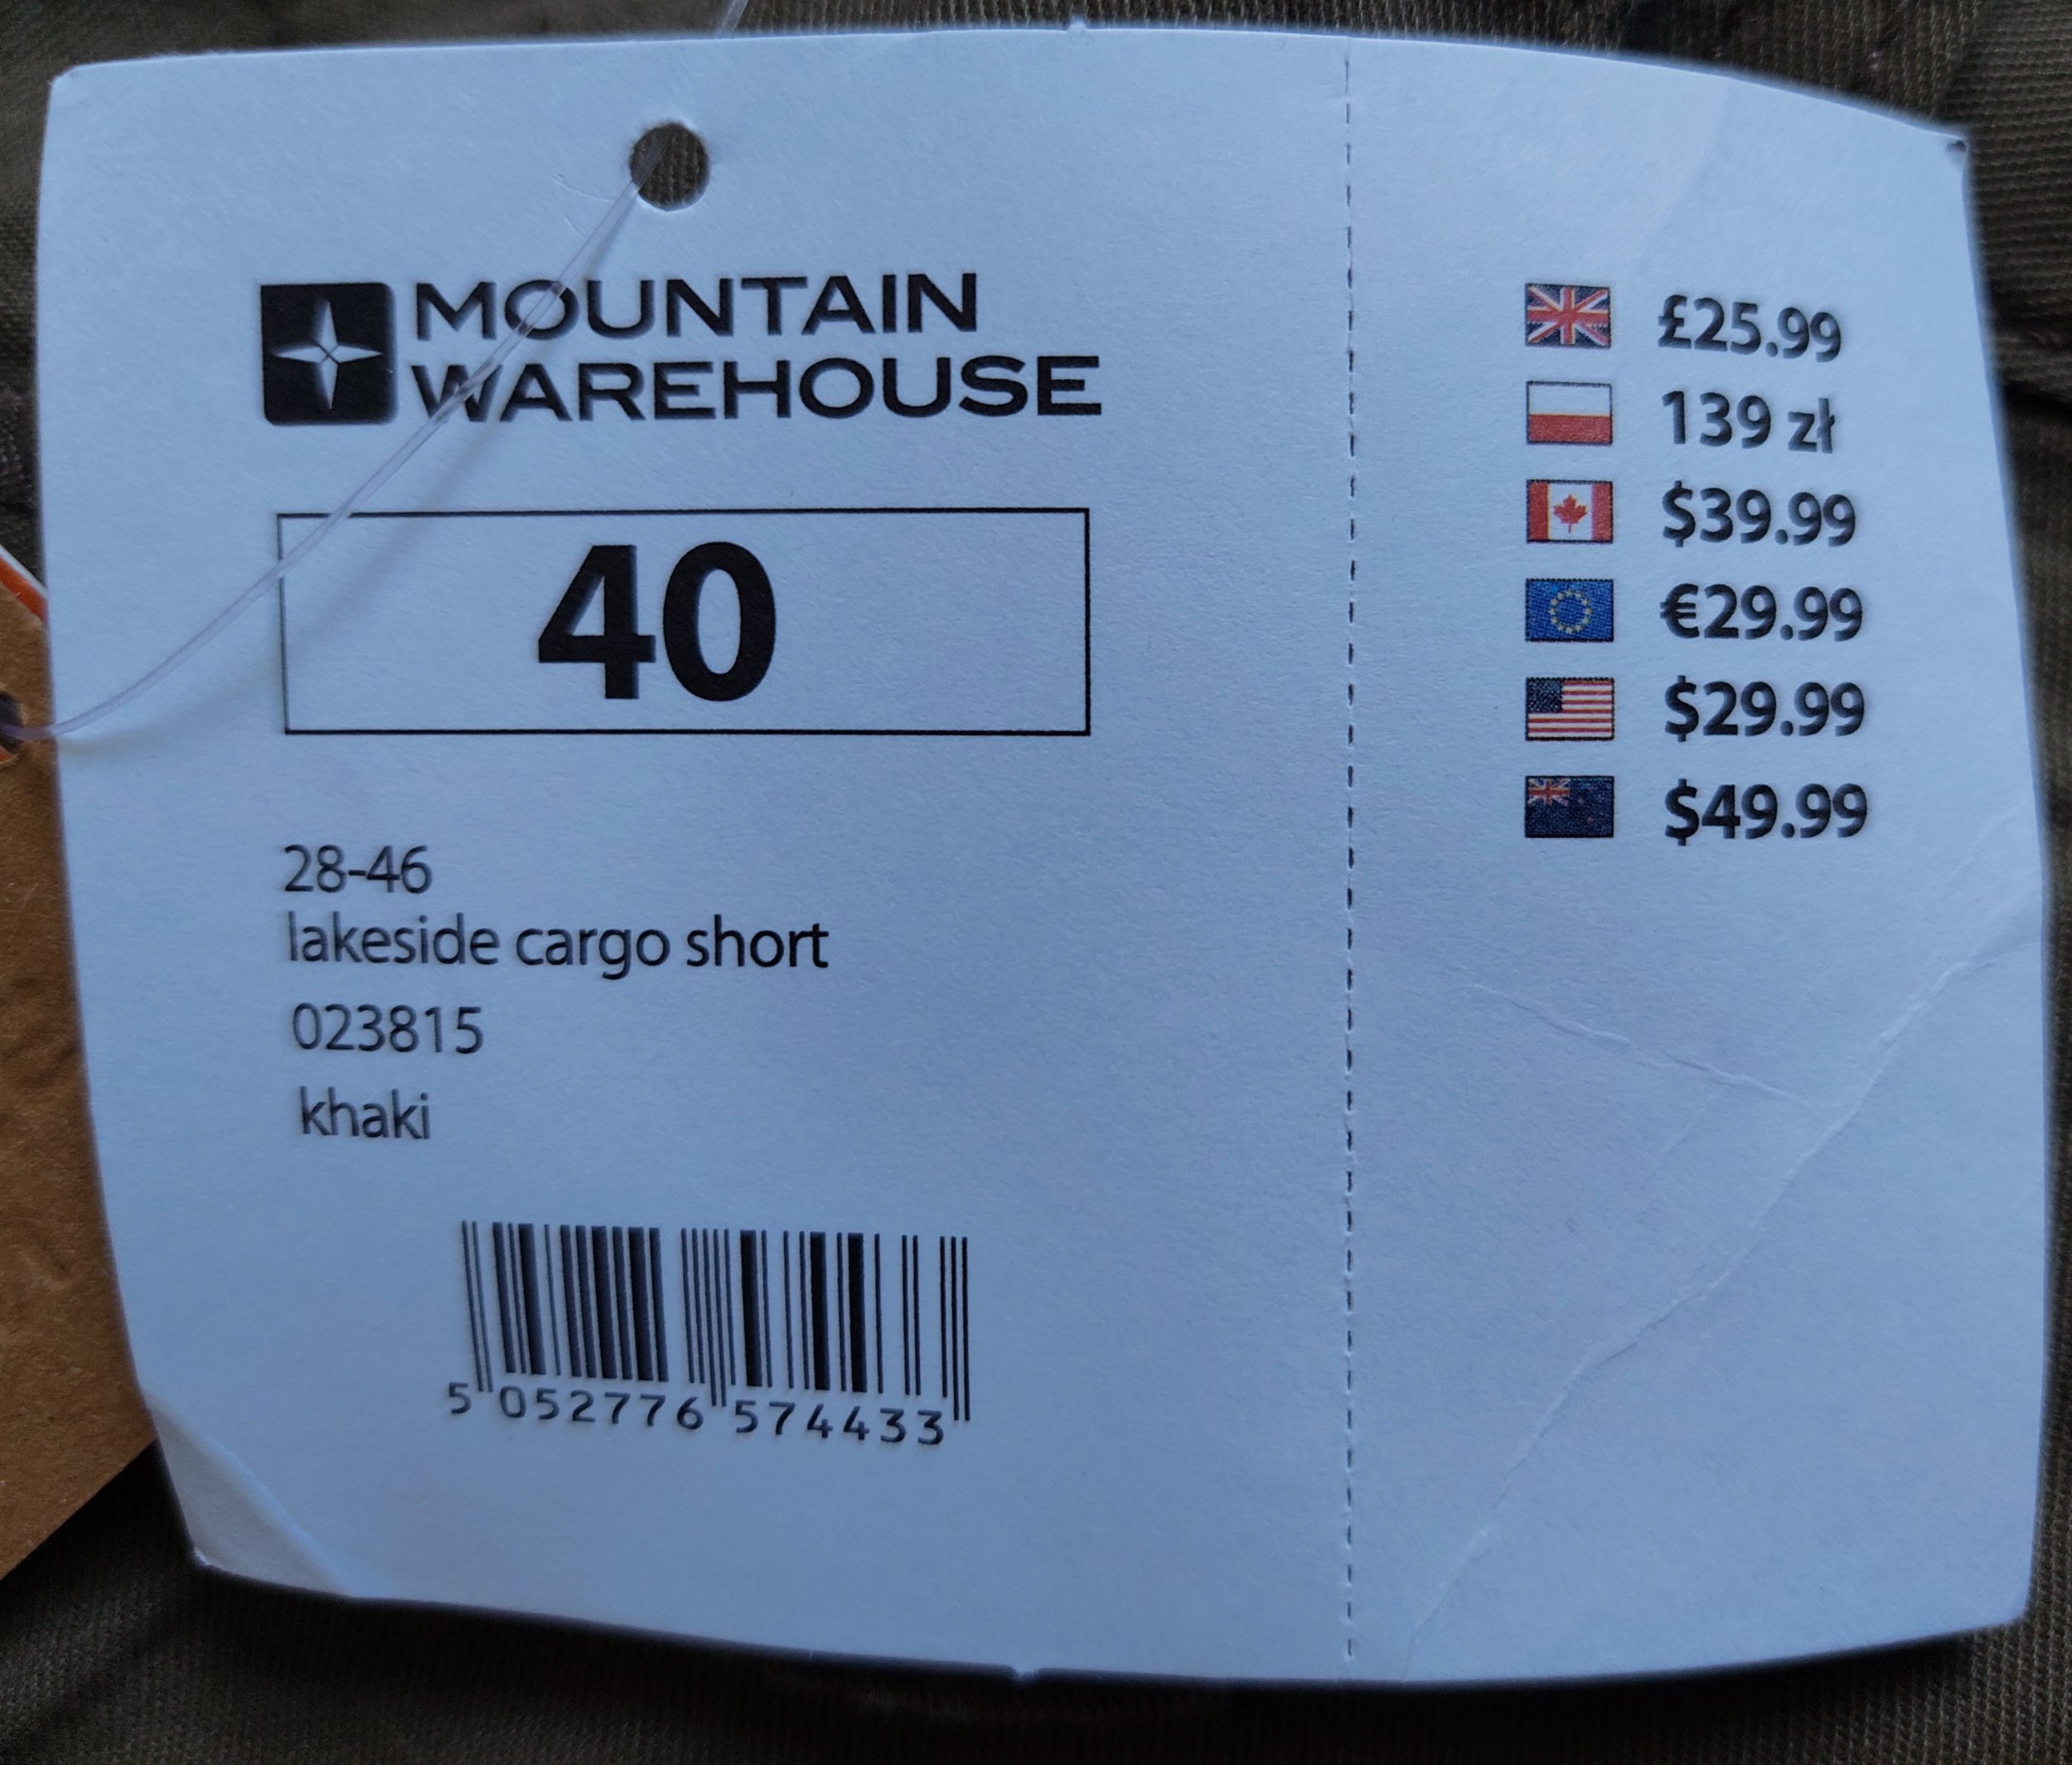 MOUNTAIN
WAREHOUSE
40
28-46
lakeside cargo short
023815
khaki
5 052776 574433
£25.99
139 zł
$39.99
€29.99
$29.99
$49.99